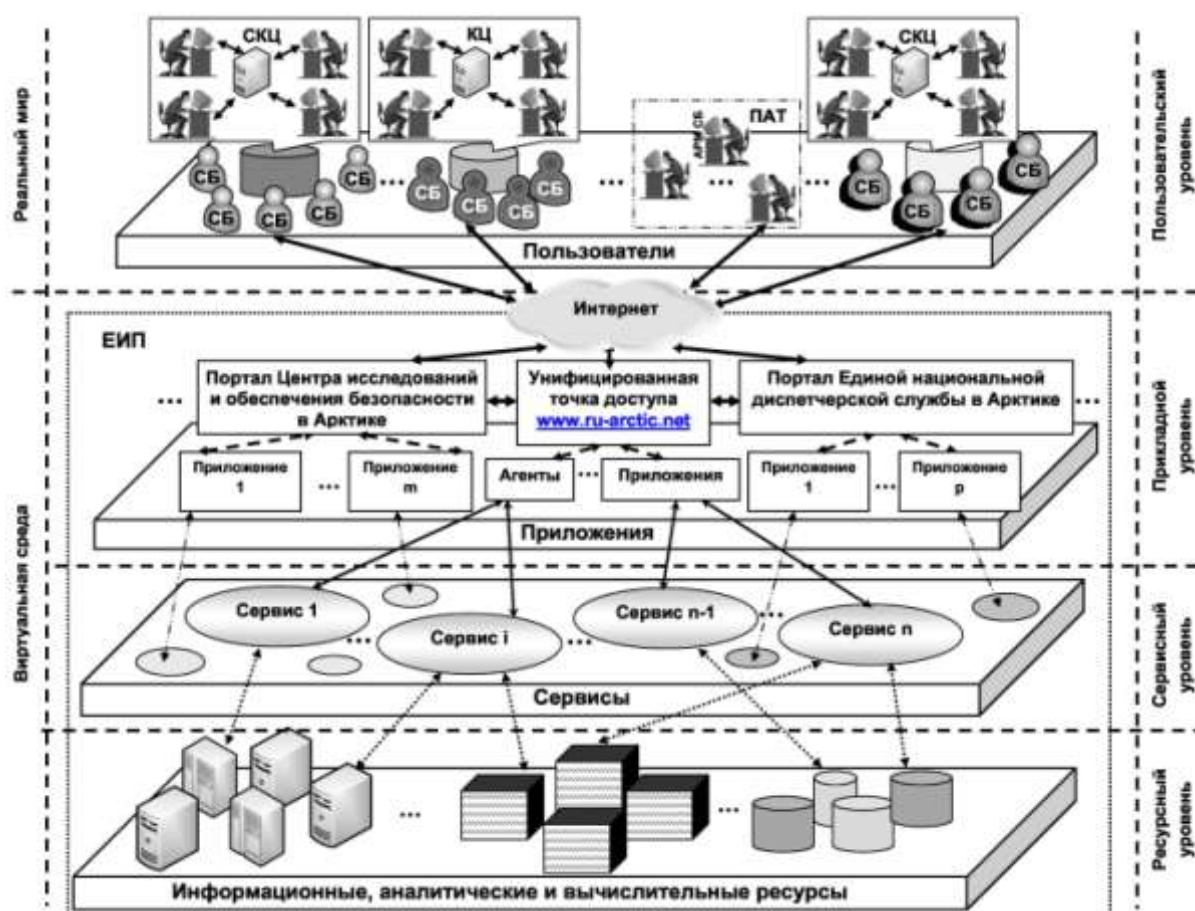 СКЦ
КЦ
СКЦ
ПАТ
АРМ СБ
СБ
СБ
СБ
СБ
СБ
...
СБ
СБ
СБ
СБ
...
...
...
СБ
СБ
СБ
СБ
Пользователи
Реальный мир
Пользовательский
уровень
Интернет
ЕИП
...
Портал Центра исследований
и обеспечения безопасности
в Арктике
Унифицированная
точка доступа
www.ru-arctic.net
Портал Единой национальной
диспетчерской службы в Арктике
...
Приложение
1
...
Приложение
m
Агенты
...
Приложения
Приложение
1
...
Приложение
p
Приложения
Прикладной
уровень
Виртуальная среда
Сервис 1
...
Сервис i
...
Сервис n-1
...
Сервис n
Сервисы
Сервисный
уровень
...
...
Информационные, аналитические и вычислительные ресурсы
Ресурсный
уровень